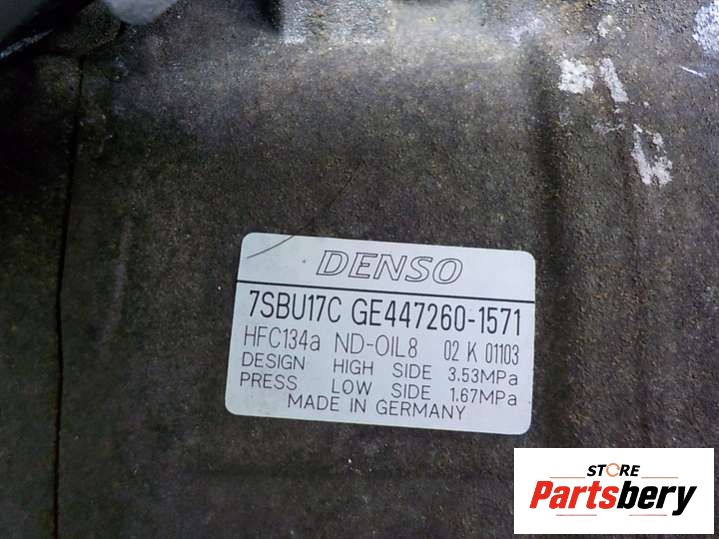 DENSO
7SBU17C GE447260-1571
HFC134a ND-OIL8 02 K 01103
DESIGN HIGH SIDE 3.53MPa
PRESS LOW SIDE 1.67MPa
MADE IN GERMANY
STORE
Partsbery